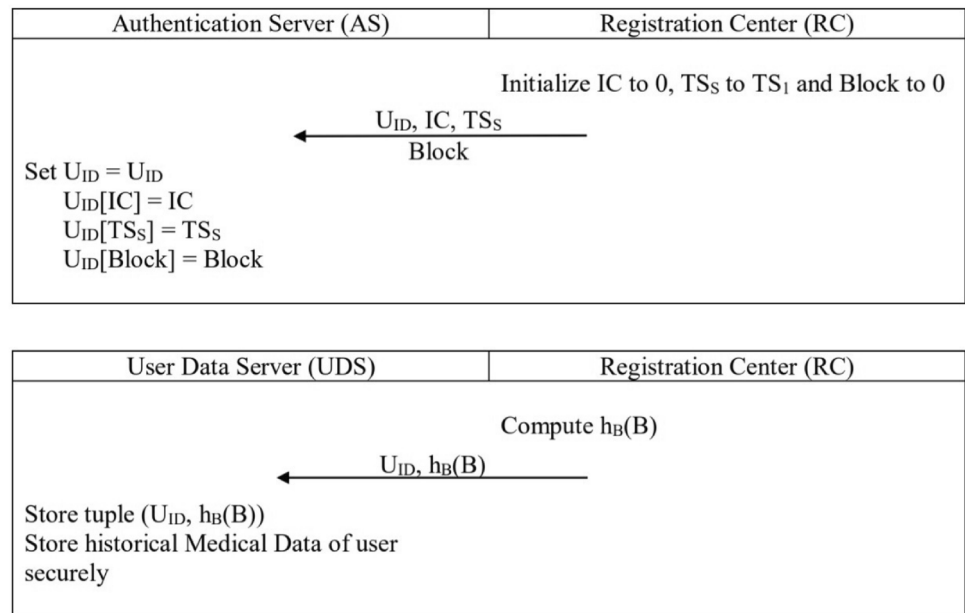 Authentication Server (AS)
Registration Center (RC)
Initialize IC to 0, TSS to TS1 and Block to 0
UID, IC, TSS
Block
Set UID = UID
UID[IC] = IC
UID[TSS] = TSS
UID[Block] = Block
User Data Server (UDS)
Registration Center (RC)
Compute hB(B)
UID, hB(B)
Store tuple (UID, hB(B))
Store historical Medical Data of user
securely